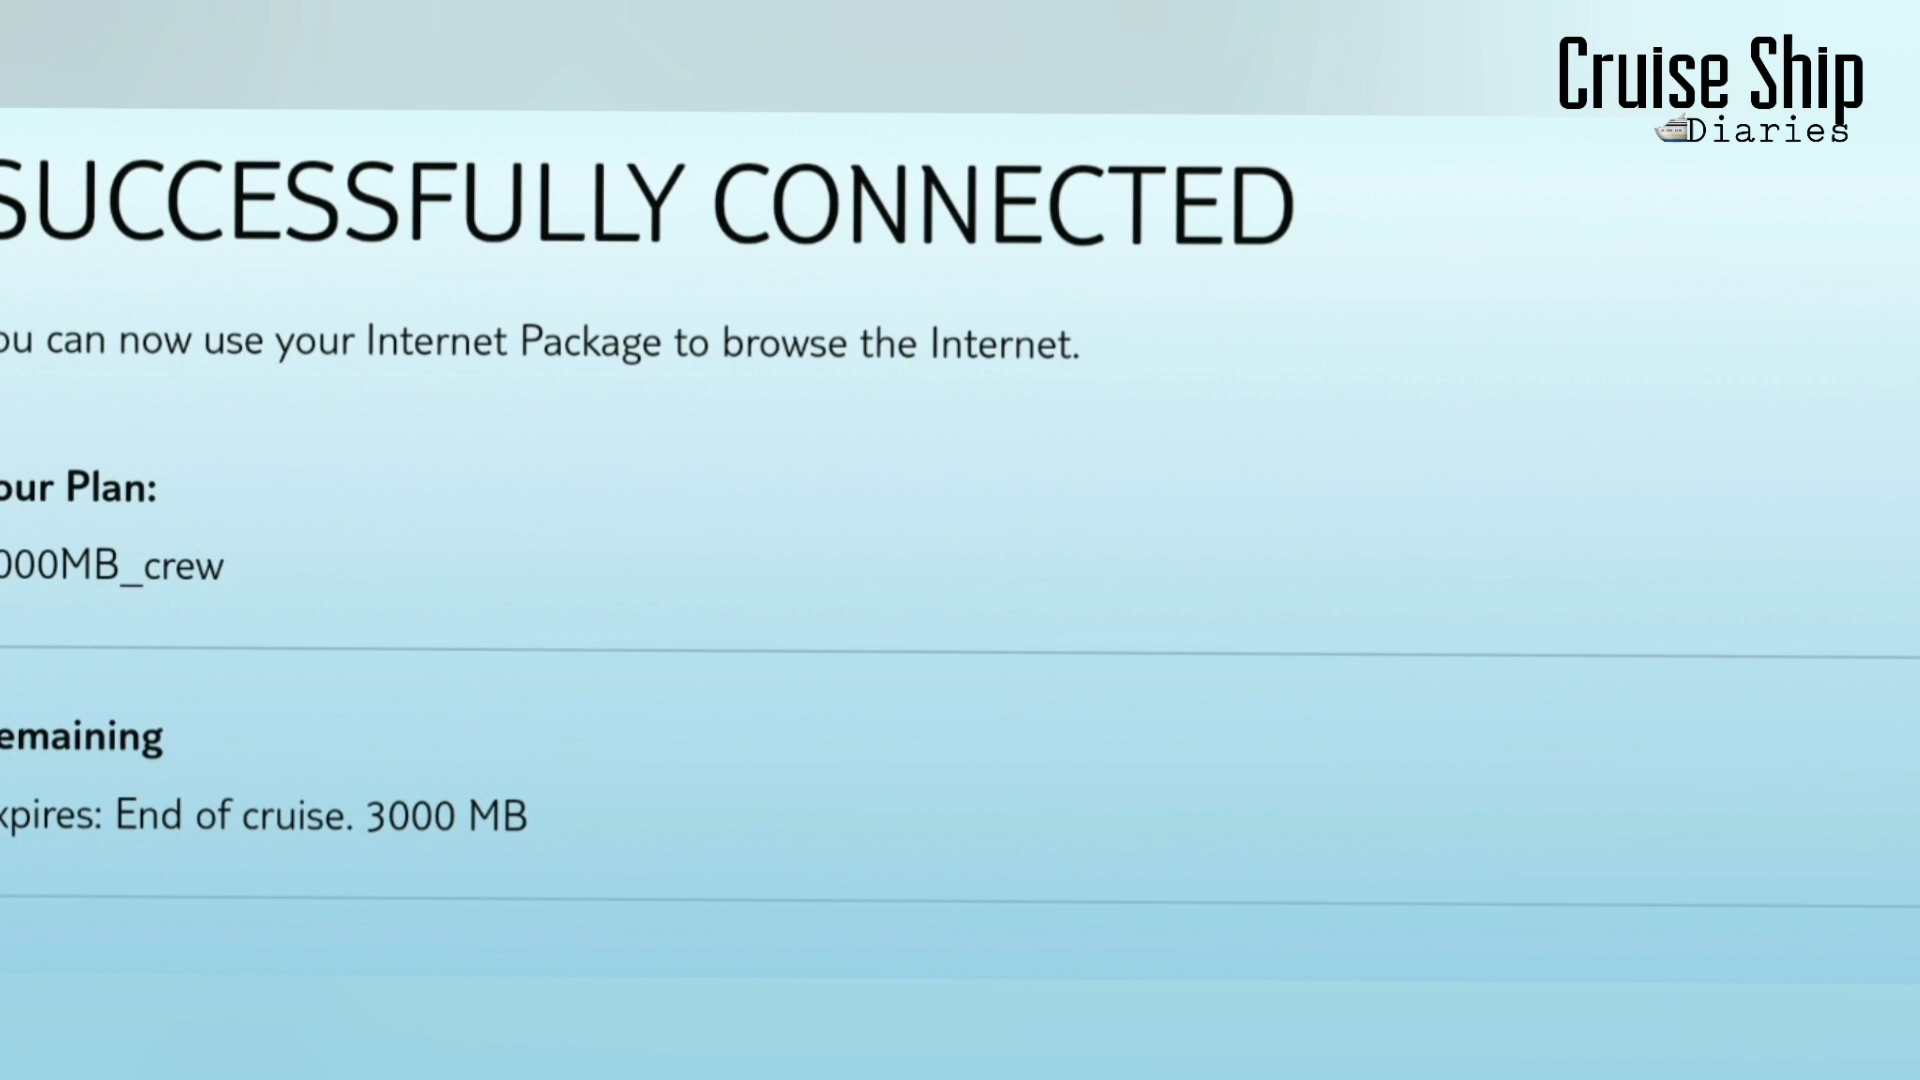 Cruise Ship
Diaries
SUCCESSFULLY CONNECTED
ou can now use your Internet Package to browse the Internet.
our Plan:
000MB_crew
emaining
xpires: End of cruise. 3000 MB